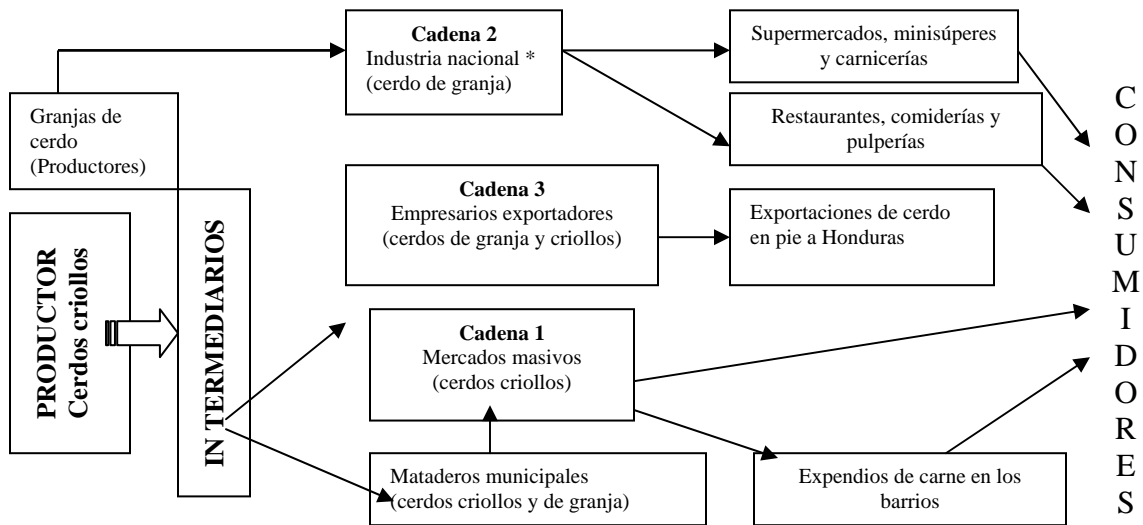 Cadena 2
Industria nacional *
(cerdo de granja)
Supermercados, minisúperes
y carnicerías
Granjas de
cerdo
(Productores)
Restaurantes, comiderías y
pulperías
Cadena 3
Empresarios exportadores
(cerdos de granja y criollos)
Exportaciones de cerdo
en pie a Honduras
PRODUCTOR
Cerdos criollos
IN TERMEDIARIOS
Cadena 1
Mercados masivos
(cerdos criollos)
Mataderos municipales
(cerdos criollos y de granja)
Expendios de carne en los
barrios
CONSUMIDORES